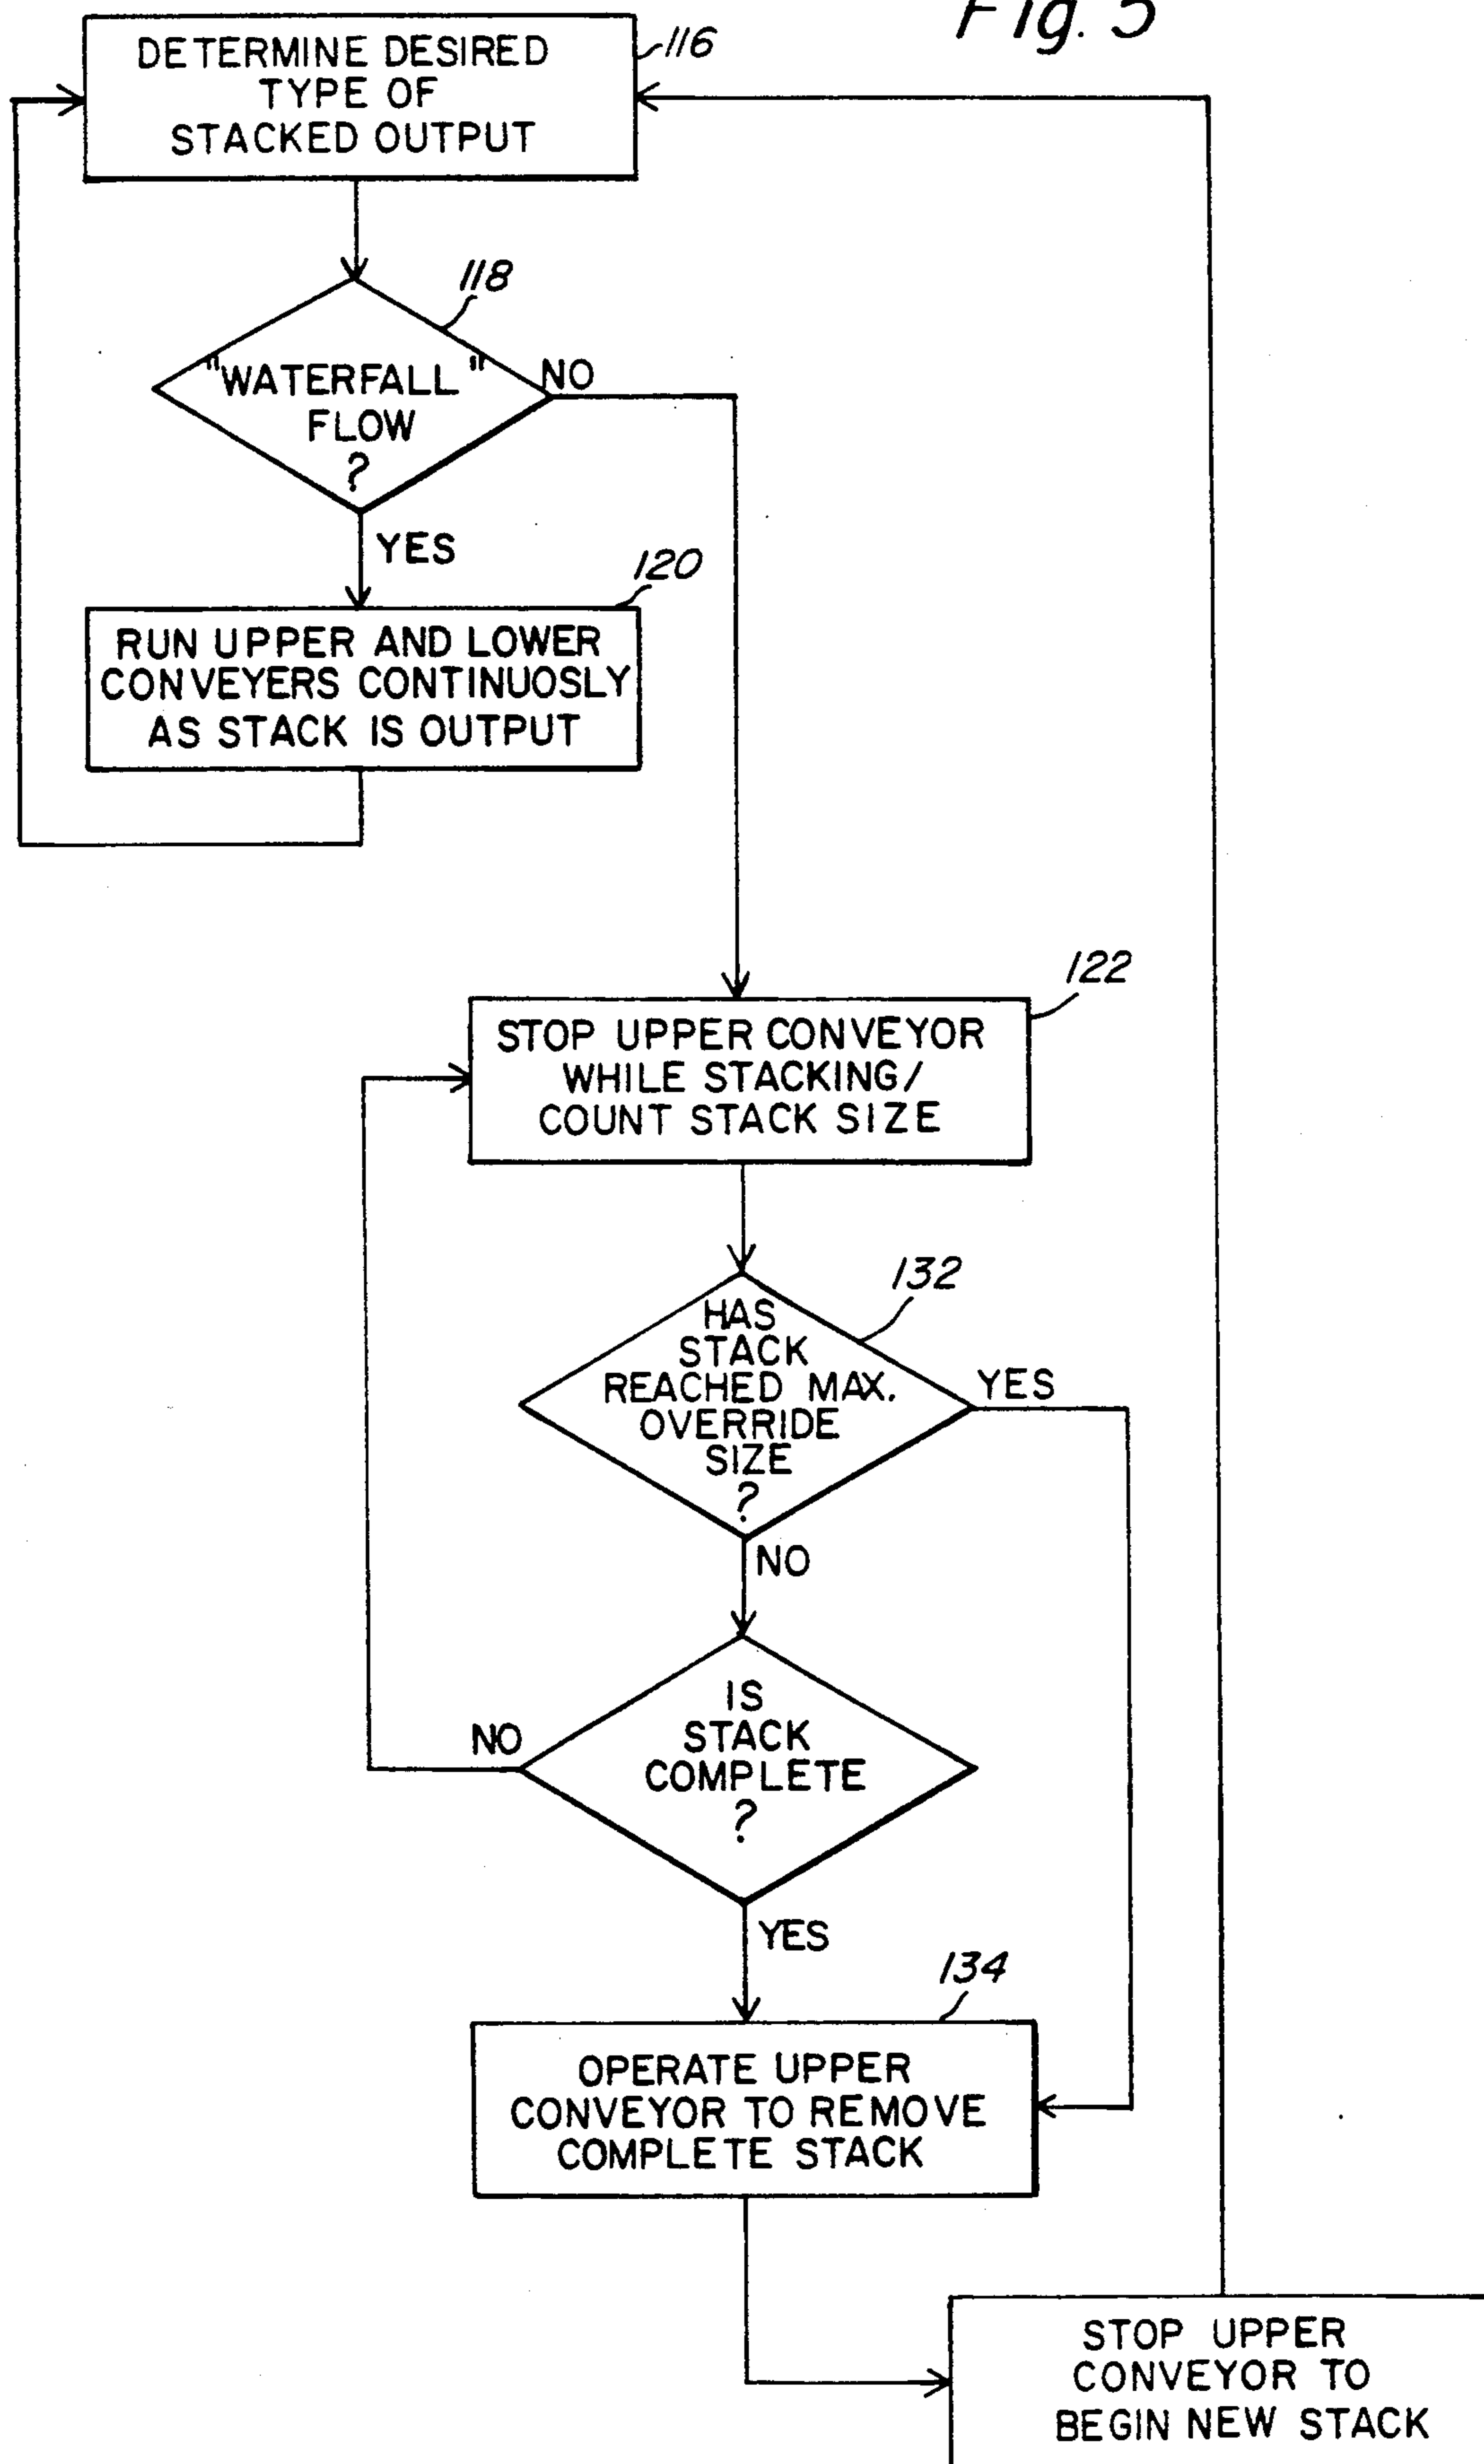 Fig. 5
DETERMINE DESIRED
TYPE OF
STACKED OUTPUT
116
118
"WATERFALL"
FLOW
?
NO
YES
120
RUN UPPER AND LOWER
CONVEYERS CONTINUOSLY
AS STACK IS OUTPUT
122
STOP UPPER CONVEYOR
WHILE STACKING/
COUNT STACK SIZE
132
HAS
STACK
REACHED MAX.
OVERRIDE
SIZE
?
YES
NO
IS
STACK
COMPLETE
?
NO
YES
134
OPERATE UPPER
CONVEYOR TO REMOVE
COMPLETE STACK
STOP UPPER
CONVEYOR TO
BEGIN NEW STACK